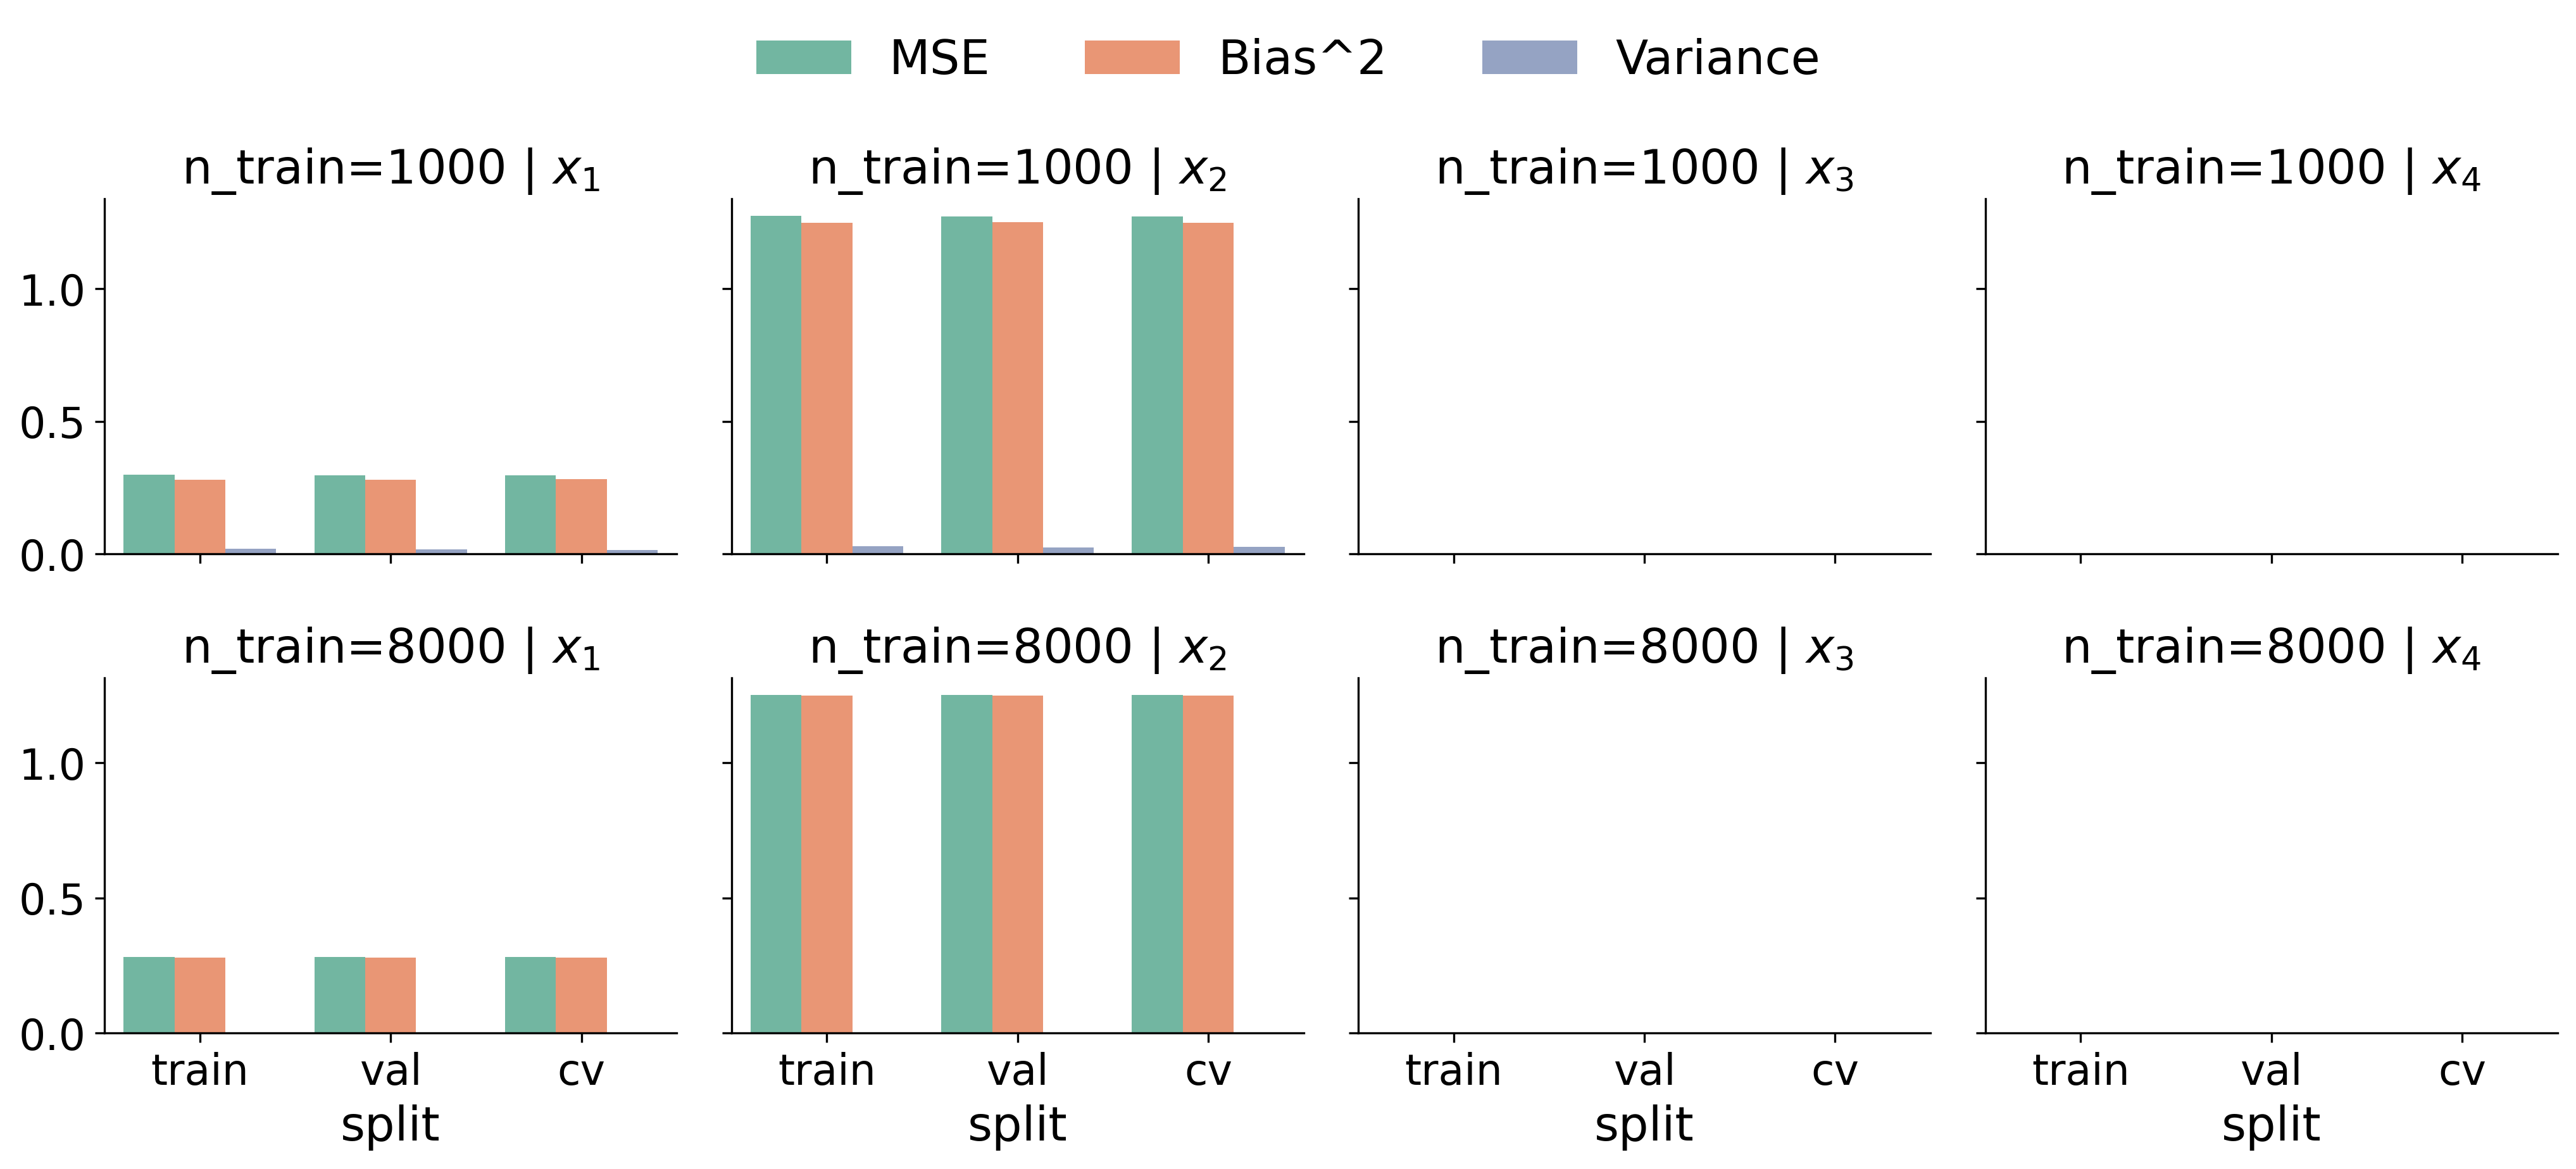 MSE Bias^2 Variance
n_train=1000 | x₁ n_train=1000 | x₂ n_train=1000 | x₃ n_train=1000 | x₄
1.0
0.5
0.0
n_train=8000 | x₁ n_train=8000 | x₂ n_train=8000 | x₃ n_train=8000 | x₄
1.0
0.5
0.0
train val cv train val cv train val cv train val cv
split split split split